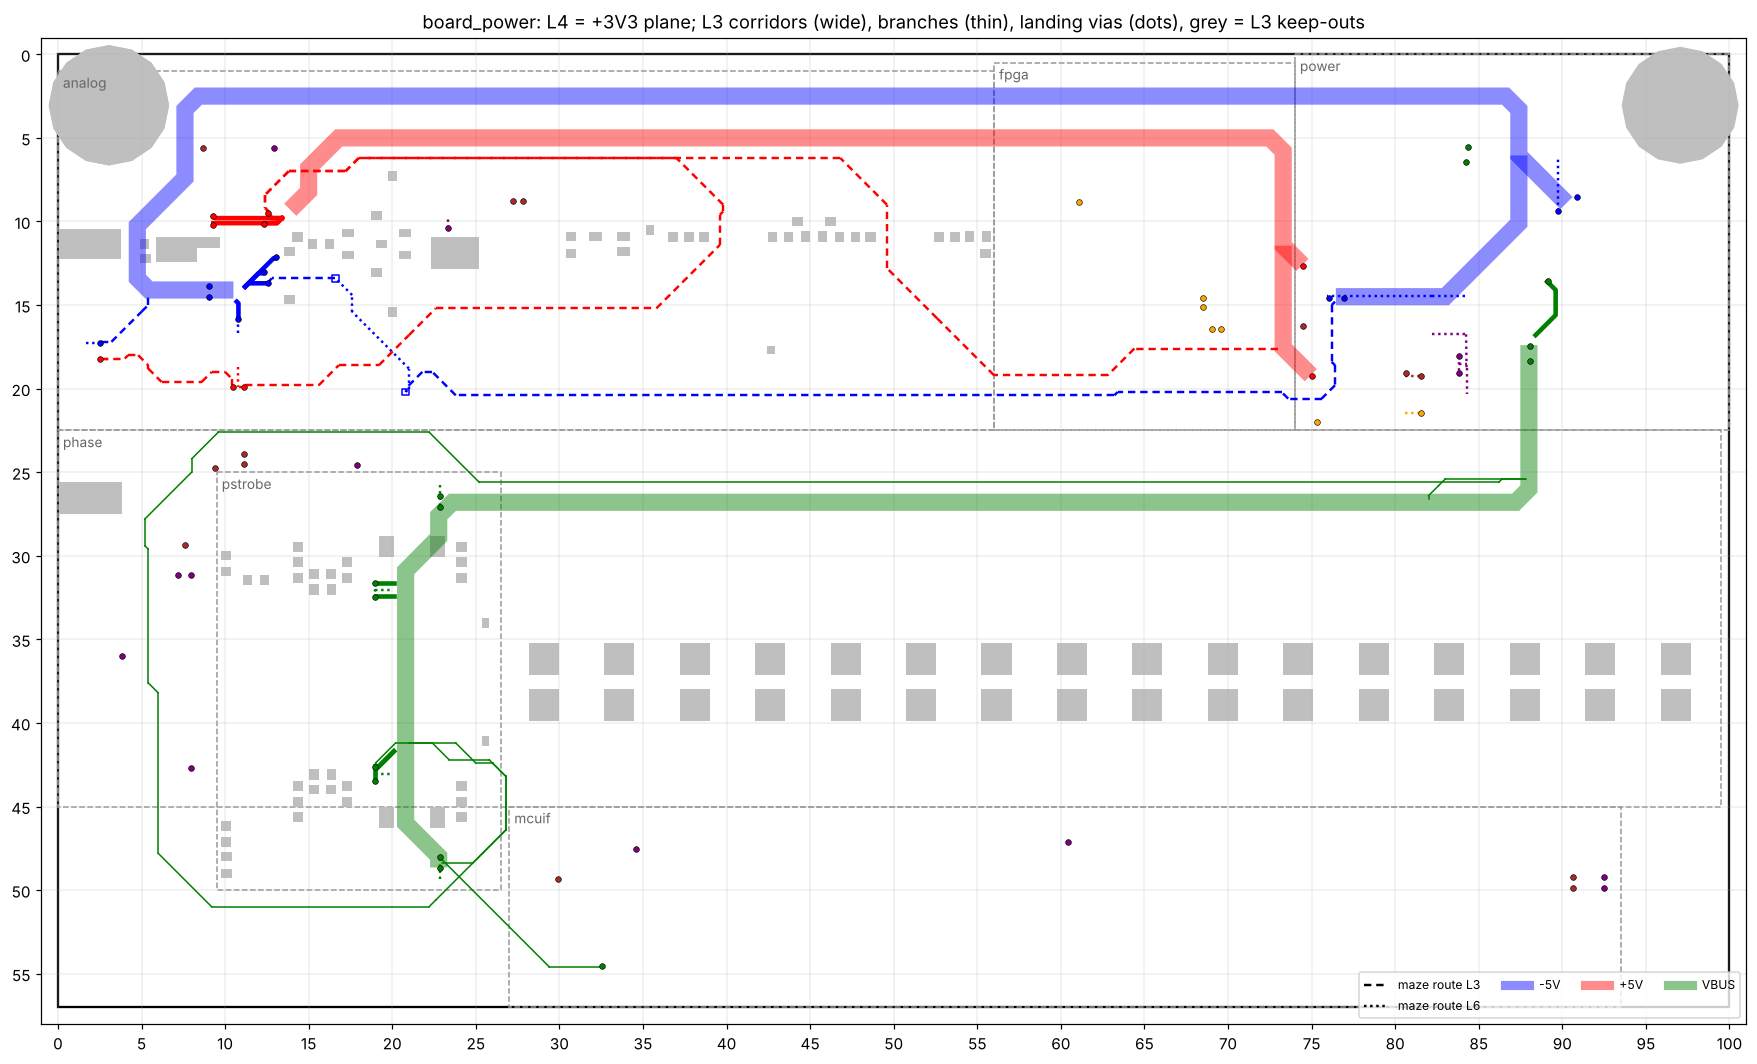 board_power: L4 = +3V3 plane; L3 corridors (wide), branches (thin), landing vias (dots), grey = L3 keep-outs
0
5
10
15
20
25
30
35
40
45
50
55
analog
fpga
power
phase
pstrobe
mcuif
maze route L3
maze route L6
-5V
+5V
VBUS
0 5 10 15 20 25 30 35 40 45 50 55 60 65 70 75 80 85 90 95 100